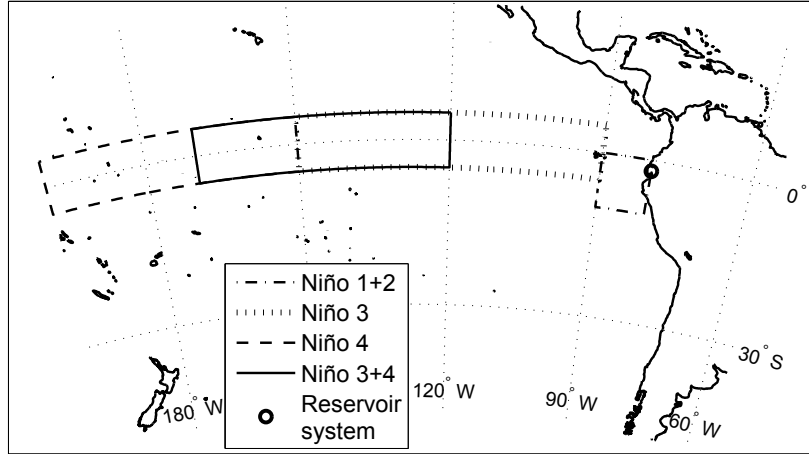 0° 
30° S
180° W
120° W
90° W
60° W
Niño 1+2
Niño 3
Niño 4
Niño 3+4
Reservoir
system